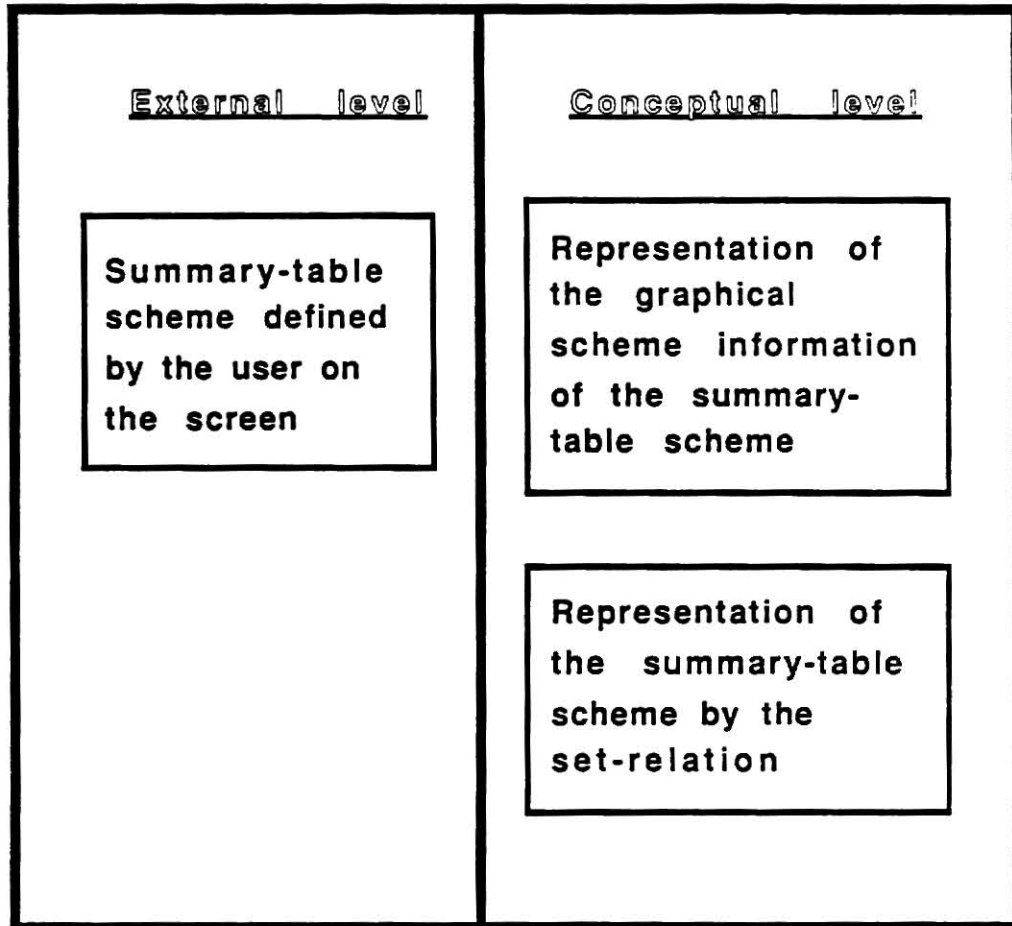 External level
Summary-table
scheme defined
by the user on
the screen
Conceptual level
Representation of
the graphical
scheme information
of the summary-
table scheme
Representation of
the summary-table
scheme by the
set-relation